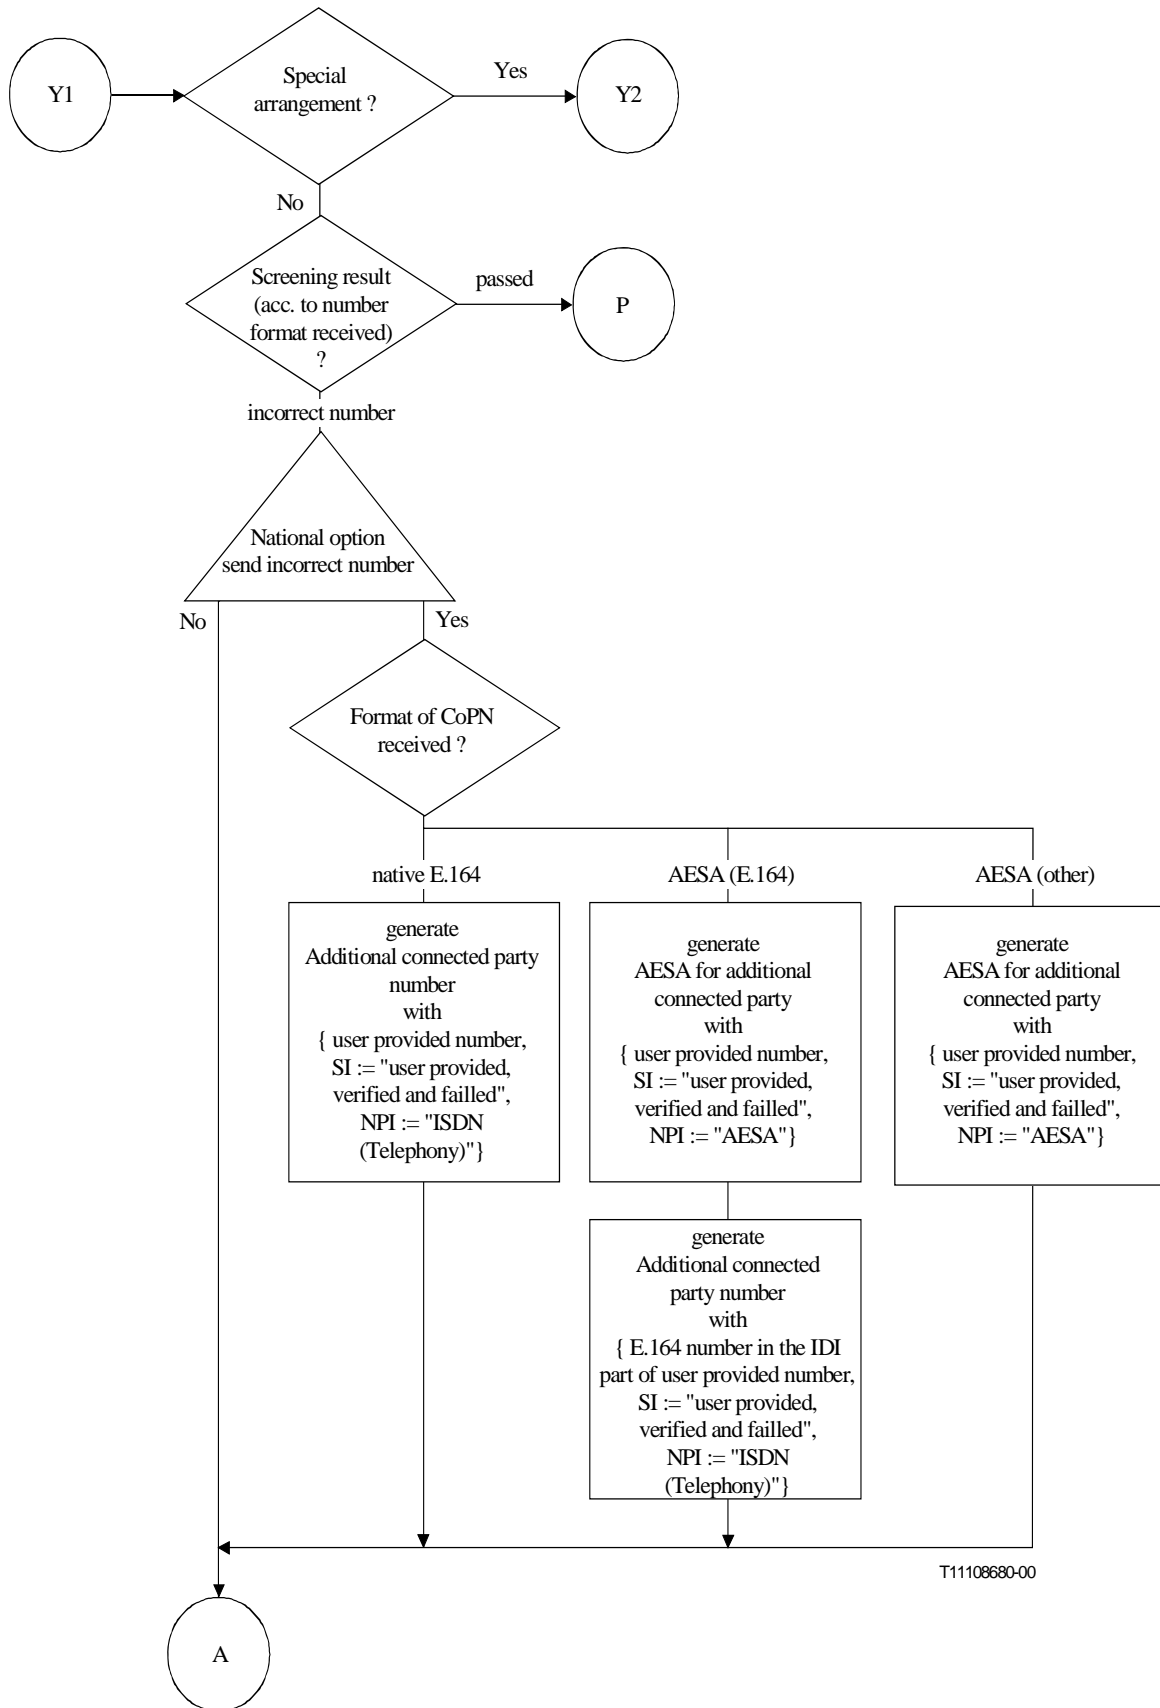 Y1
Special
arrangement ?
Yes
Y2
No
Screening result
(acc. to number
format received)
?
passed
P
incorrect number
National option
send incorrect number
No
Yes
Format of CoPN
received ?
native E.164
AESA (E.164)
AESA (other)
generate
Additional connected party
number
with
{ user provided number,
SI := "user provided,
verified and failled",
NPI := "ISDN
(Telephony)"}
generate
AESA for additional
connected party
with
{ user provided number,
SI := "user provided,
verified and failled",
NPI := "AESA"}
generate
AESA for additional
connected party
with
{ user provided number,
SI := "user provided,
verified and failled",
NPI := "AESA"}
generate
Additional connected
party number
with
{ E.164 number in the IDI
part of user provided number,
SI := "user provided,
verified and failled",
NPI := "ISDN
(Telephony)"}
T11108680-00
A